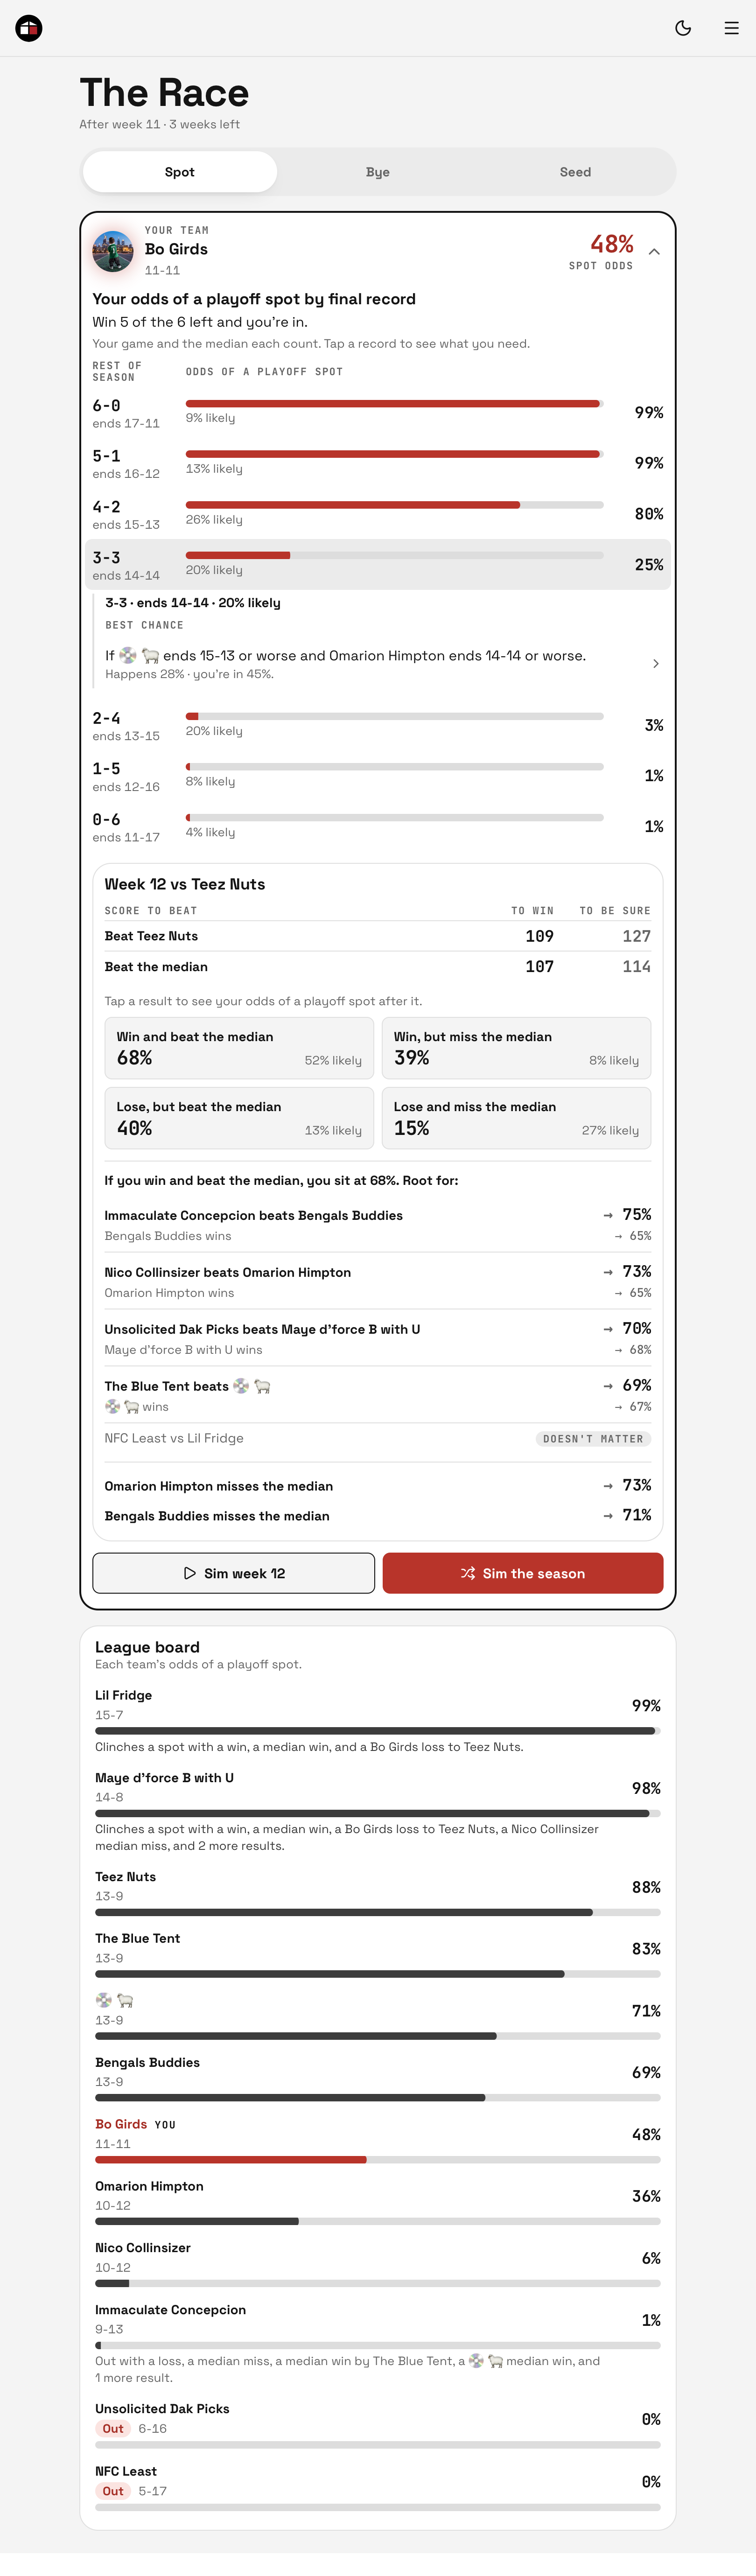 The Race
After week 11 · 3 weeks left
Spot
Bye
Seed
YOUR TEAM
Bo Girds
11-11
48%
SPOT ODDS
Your odds of a playoff spot by final record
Win 5 of the 6 left and you're in.
Your game and the median each count. Tap a record to see what you need.
REST OF
SEASON
ODDS OF A PLAYOFF SPOT
6-0
ends 17-11
9% likely
99%
5-1
ends 16-12
13% likely
99%
4-2
ends 15-13
26% likely
80%
3-3
ends 14-14
20% likely
25%
3-3 · ends 14-14 · 20% likely
BEST CHANCE
If 💿 🐑 ends 15-13 or worse and Omarion Himpton ends 14-14 or worse.
Happens 28% · you're in 45%.
2-4
ends 13-15
20% likely
3%
1-5
ends 12-16
8% likely
1%
0-6
ends 11-17
4% likely
1%
Week 12 vs Teez Nuts
SCORE TO BEAT TO WIN TO BE SURE
Beat Teez Nuts 109 127
Beat the median 107 114
Tap a result to see your odds of a playoff spot after it.
Win and beat the median
68% 52% likely
Win, but miss the median
39% 8% likely
Lose, but beat the median
40% 13% likely
Lose and miss the median
15% 27% likely
If you win and beat the median, you sit at 68%. Root for:
Immaculate Concepcion beats Bengals Buddies → 75%
Bengals Buddies wins → 65%
Nico Collinsizer beats Omarion Himpton → 73%
Omarion Himpton wins → 65%
Unsolicited Dak Picks beats Maye d'force B with U → 70%
Maye d'force B with U wins → 68%
The Blue Tent beats 💿 🐑 → 69%
💿 🐑 wins → 67%
NFC Least vs Lil Fridge DOESN'T MATTER
Omarion Himpton misses the median → 73%
Bengals Buddies misses the median → 71%
Sim week 12
Sim the season
League board
Each team's odds of a playoff spot.
Lil Fridge
15-7
99%
Clinches a spot with a win, a median win, and a Bo Girds loss to Teez Nuts.
Maye d'force B with U
14-8
98%
Clinches a spot with a win, a median win, a Bo Girds loss to Teez Nuts, a Nico Collinsizer
median miss, and 2 more results.
Teez Nuts
13-9
88%
The Blue Tent
13-9
83%
💿 🐑
13-9
71%
Bengals Buddies
13-9
69%
Bo Girds YOU
11-11
48%
Omarion Himpton
10-12
36%
Nico Collinsizer
10-12
6%
Immaculate Concepcion
9-13
1%
Out with a loss, a median miss, a median win by The Blue Tent, a 💿 🐑 median win, and
1 more result.
Unsolicited Dak Picks
Out 6-16
0%
NFC Least
Out 5-17
0%